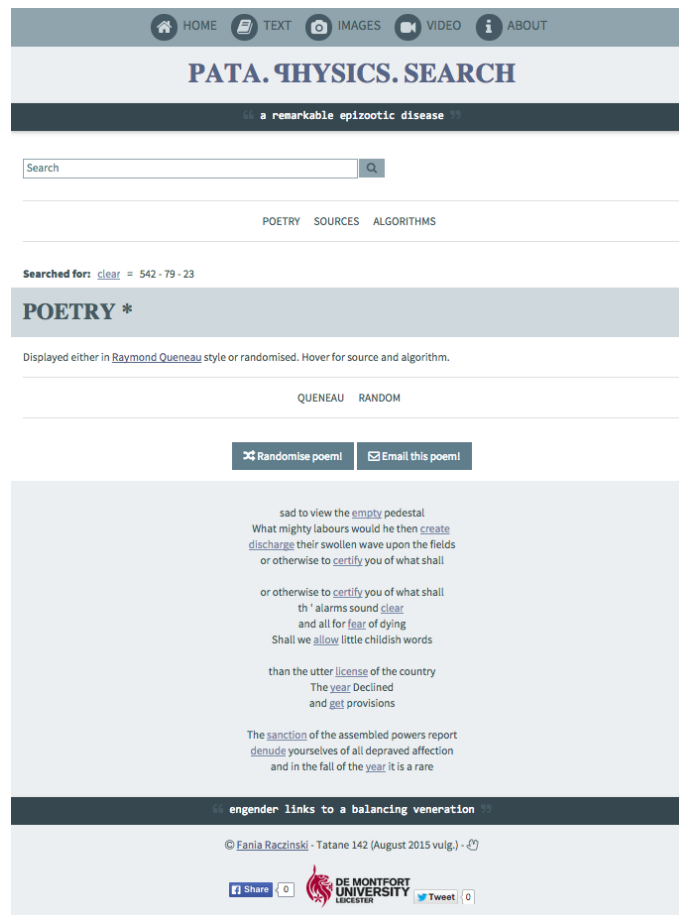 HOME TEXT IMAGES VIDEO ABOUT
PATA. ꟼHYSICS. SEARCH
“ a remarkable epizootic disease ”
Search
POETRY SOURCES ALGORITHMS
Searched for: clear = 542 - 79 - 23
POETRY *
Displayed either in Raymond Queneau style or randomised. Hover for source and algorithm.
QUENEAU RANDOM
Randomise poem! Email this poem!
sad to view the empty pedestal
What mighty labours would he then create
discharge their swollen wave upon the fields
or otherwise to certify you of what shall
or otherwise to certify you of what shall
th ' alarms sound clear
and all for fear of dying
Shall we allow little childish words
than the utter license of the country
The year Declined
and get provisions
The sanction of the assembled powers report
denude yourselves of all depraved affection
and in the fall of the year it is a rare
“ engender links to a balancing veneration ”
© Fania Raczinski - Tatane 142 (August 2015 vulg.) -
Share 0 DE MONTFORT UNIVERSITY LEICESTER Tweet 0